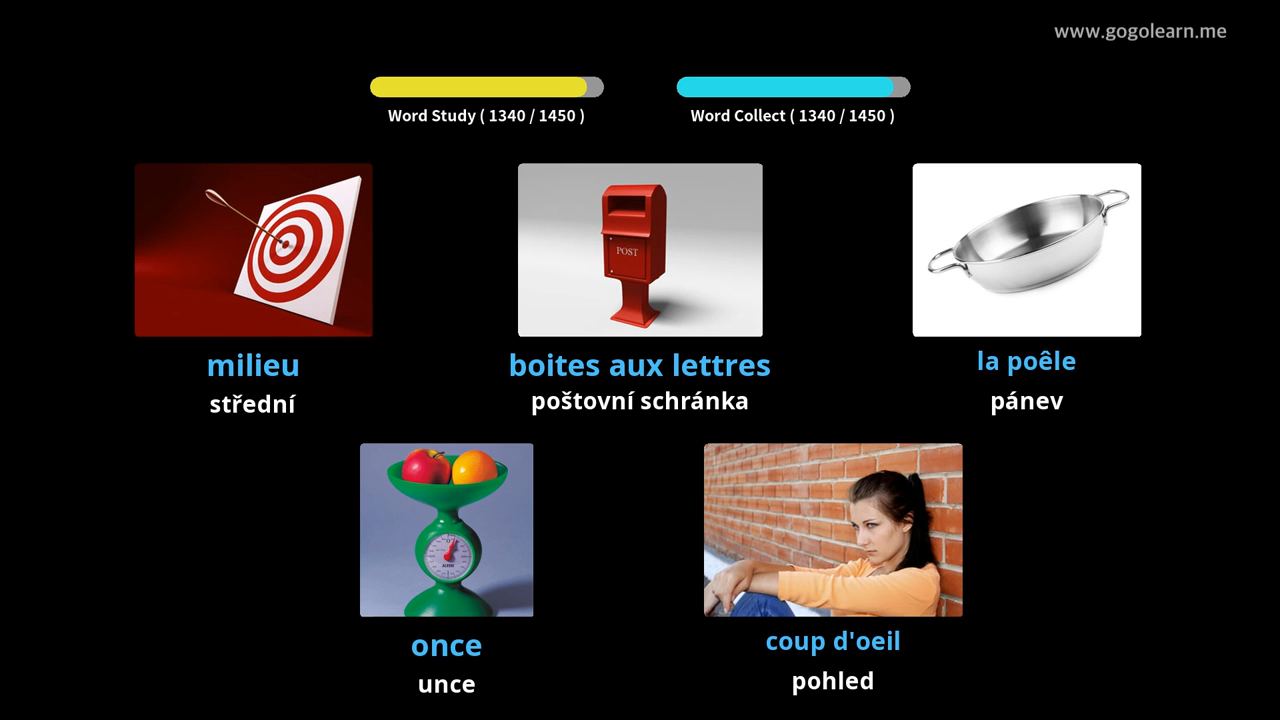 www.gogolearn.me
Word Study ( 1340 / 1450 )
Word Collect ( 1340 / 1450 )
POST
milieu
boites aux lettres
la poêle
střední
poštovní schránka
pánev
once
coup d'oeil
unce
pohled